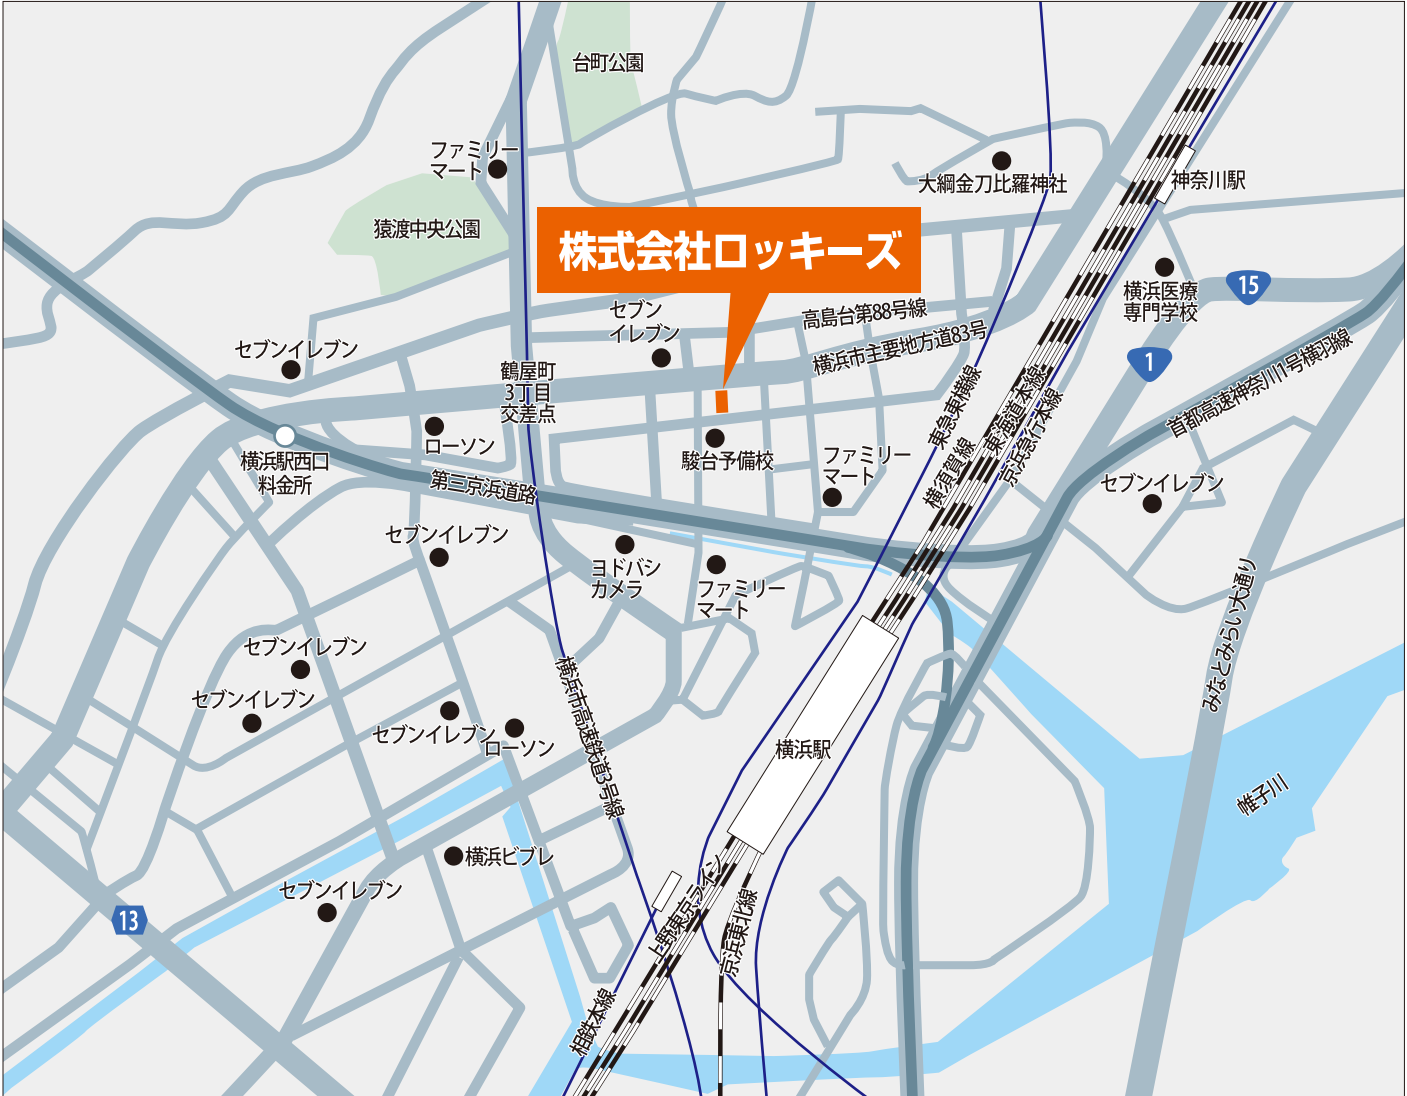 台町公園
ファミリー
マート
大綱金刀比羅神社
神奈川駅
猿渡中央公園
株式会社ロッキーズ
横浜医療
専門学校
15
セブン
イレブン
高島台第88号線
横浜市主要地方道83号
セブンイレブン
鶴屋町
3丁目
交差点
1
首都高速神奈川1号横羽線
東急東横線
横須賀線
東海道本線
京浜急行本線
ローソン
横浜駅西口
料金所
駿台予備校
ファミリー
マート
第三京浜道路
セブンイレブン
セブンイレブン
ヨドバシ
カメラ
ファミリー
マート
みなとみらい大通り
セブンイレブン
セブンイレブン
横浜市高速鉄道3号線
セブンイレブン
ローソン
横浜駅
帷子川
横浜ビブレ
セブンイレブン
13
上野東京ライン
京浜東北線
相鉄本線